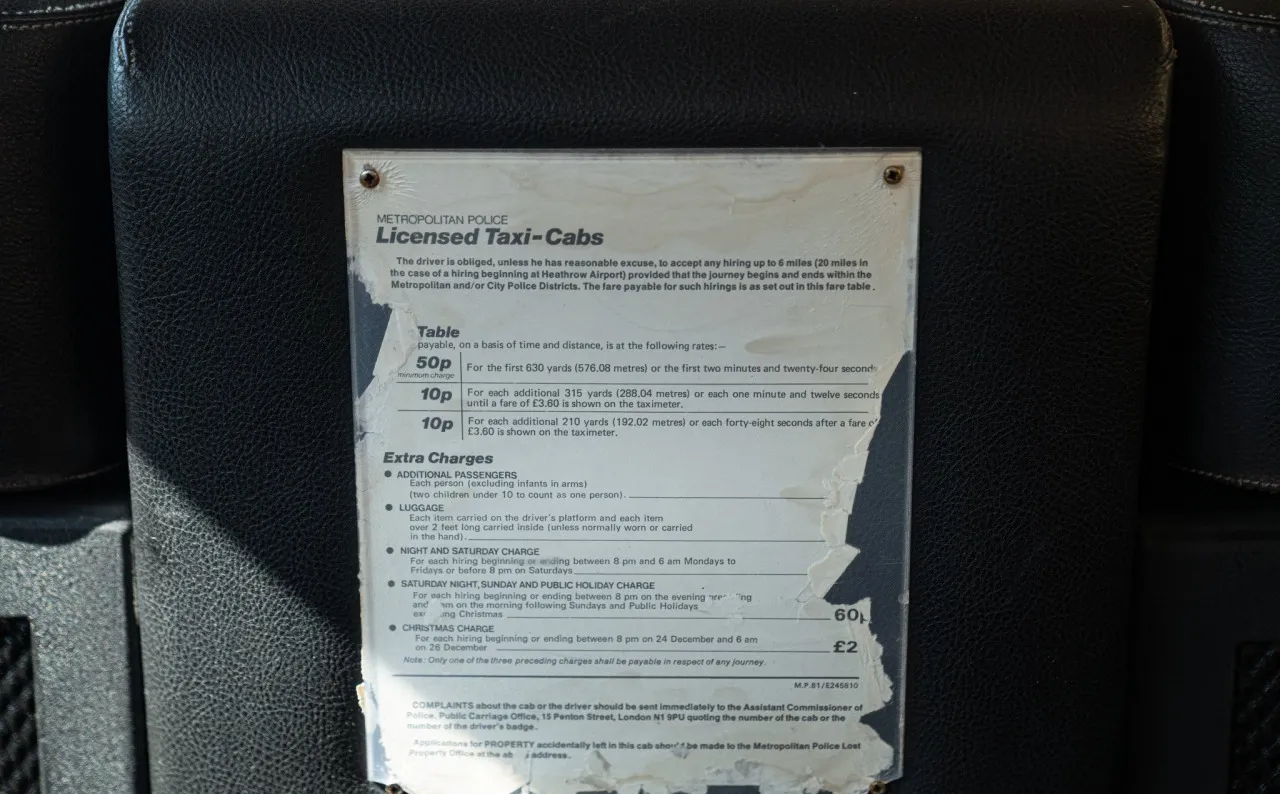 METROPOLITAN POLICE
Licensed Taxi-Cabs
The driver is obliged, unless he has reasonable excuse, to accept any hiring up to 6 miles (20 miles in
the case of a hiring beginning at Heathrow Airport) provided that the journey begins and ends within the
Metropolitan and/or City Police Districts. The fare payable for such hirings is as set out in this fare table.
Table
payable, on a basis of time and distance, is at the following rates:—
50p For the first 630 yards (576.08 metres) or the first two minutes and twenty-four second
minimum charge
10p For each additional 315 yards (288.04 metres) or each one minute and twelve seconds
until a fare of £3.60 is shown on the taximeter.
10p For each additional 210 yards (192.02 metres) or each forty-eight seconds after a fare of
£3.60 is shown on the taximeter.
Extra Charges
● ADDITIONAL PASSENGERS
Each person (excluding infants in arms)
(two children under 10 to count as one person).
● LUGGAGE
Each item carried on the driver's platform and each item
over 2 feet long carried inside (unless normally worn or carried
in the hand).
● NIGHT AND SATURDAY CHARGE
For each hiring beginning or ending between 8 pm and 6 am Mondays to
Fridays or before 8 pm on Saturdays
● SATURDAY NIGHT, SUNDAY AND PUBLIC HOLIDAY CHARGE
For each hiring beginning or ending between 8 pm on the evening
and on the morning following Sundays and Public Holidays
Christmas 60p
● CHRISTMAS CHARGE
For each hiring beginning or ending between 8 pm on 24 December and 6 am
on 26 December £2
Note: Only one of the three preceding charges shall be payable in respect of any journey.
M.P.81/E245810
COMPLAINTS about the cab or the driver should be sent immediately to the Assistant Commissioner of
Police, Public Carriage Office, 15 Penton Street, London N1 9PU quoting the number of the cab or the
number of the driver's badge.
Applications for PROPERTY accidentally left in this cab should be made to the Metropolitan Police Lost
Property Office at the address.